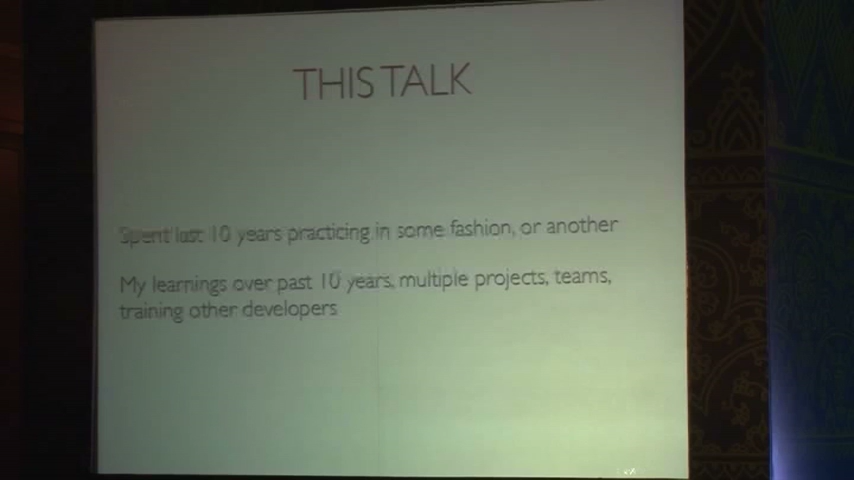 THIS TALK
Spent last 10 years practicing in some fashion, or another
My learnings over past 10 years, multiple projects, teams,
training other developers